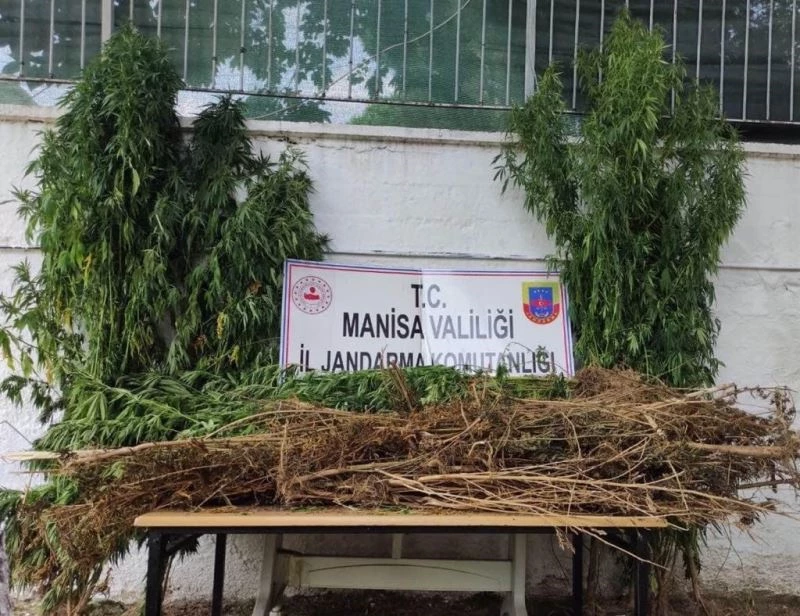 T.C.
MANİSA VALİLİĞİ
İL JANDARMA KOMUTANLIĞI